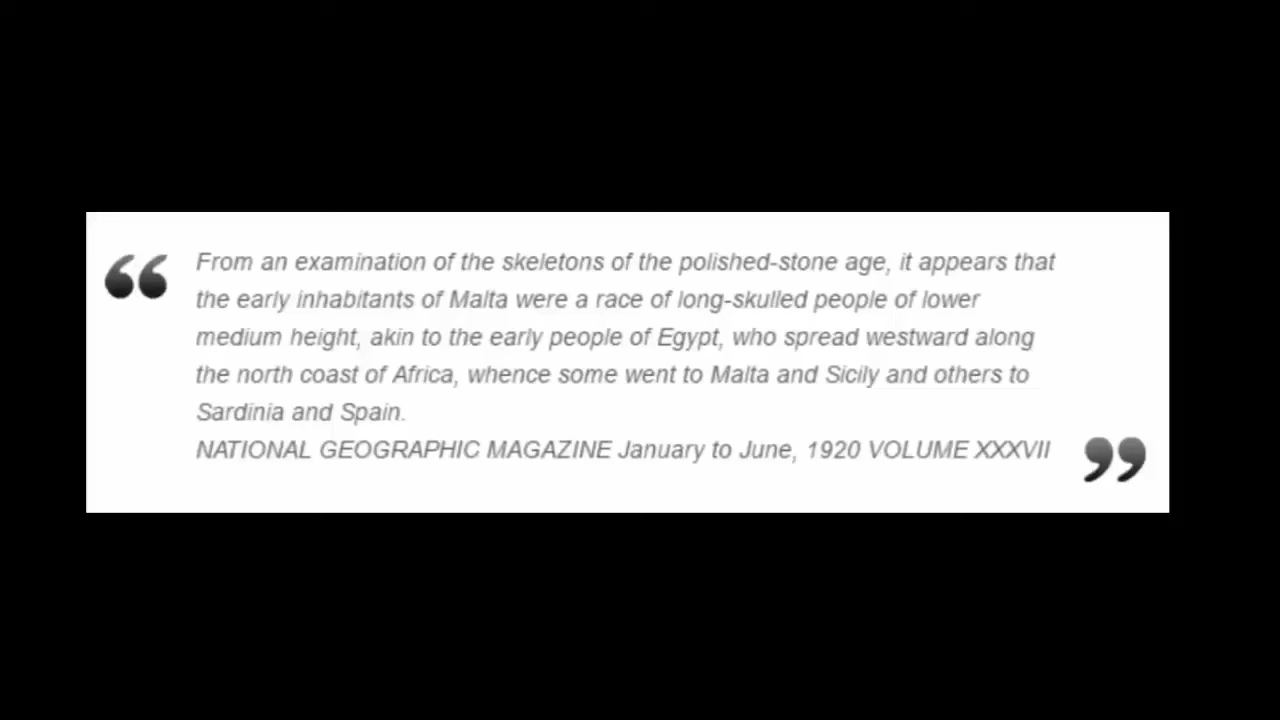 “ From an examination of the skeletons of the polished-stone age, it appears that
the early inhabitants of Malta were a race of long-skulled people of lower
medium height, akin to the early people of Egypt, who spread westward along
the north coast of Africa, whence some went to Malta and Sicily and others to
Sardinia and Spain.
NATIONAL GEOGRAPHIC MAGAZINE January to June, 1920 VOLUME XXXVII ”